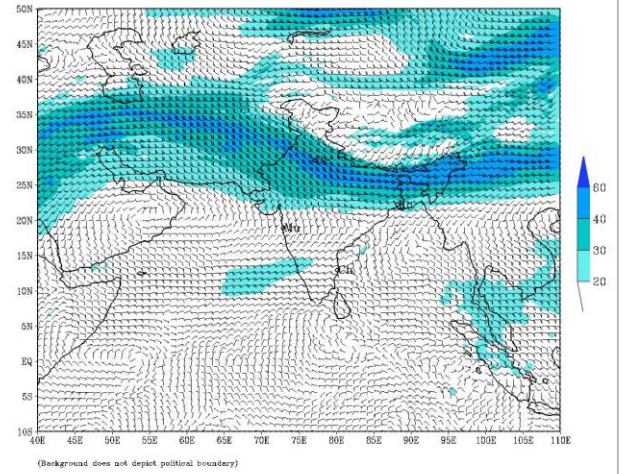 50N
45N
40N
35N
30N
25N
20N
15N
10N
5N
EQ
5S
10S
60
40
30
20
Mu
Ch
40E 45E 50E 55E 60E 65E 70E 75E 80E 85E 90E 95E 100E 105E 110E
(Background does not depict political boundary)